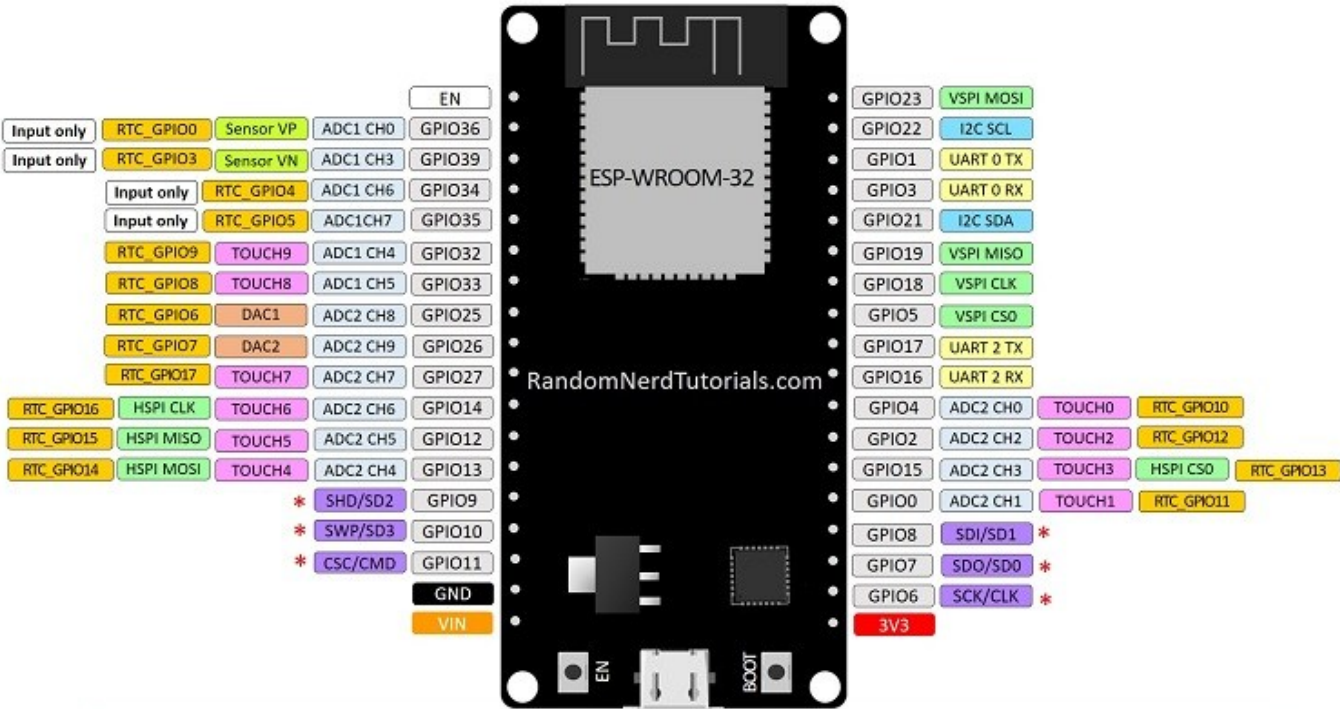 EN
Input only RTC_GPIO0 Sensor VP ADC1 CH0 GPIO36
Input only RTC_GPIO3 Sensor VN ADC1 CH3 GPIO39
Input only RTC_GPIO4 ADC1 CH6 GPIO34
Input only RTC_GPIO5 ADC1CH7 GPIO35
RTC_GPIO9 TOUCH9 ADC1 CH4 GPIO32
RTC_GPIO8 TOUCH8 ADC1 CH5 GPIO33
RTC_GPIO6 DAC1 ADC2 CH8 GPIO25
RTC_GPIO7 DAC2 ADC2 CH9 GPIO26
RTC_GPIO17 TOUCH7 ADC2 CH7 GPIO27
RTC_GPIO16 HSPI CLK TOUCH6 ADC2 CH6 GPIO14
RTC_GPIO15 HSPI MISO TOUCH5 ADC2 CH5 GPIO12
RTC_GPIO14 HSPI MOSI TOUCH4 ADC2 CH4 GPIO13
* SHD/SD2 GPIO9
* SWP/SD3 GPIO10
* CSC/CMD GPIO11
GND
VIN
ESP-WROOM-32
RandomNerdTutorials.com
EN
BOOT
GPIO23 VSPI MOSI
GPIO22 I2C SCL
GPIO1 UART 0 TX
GPIO3 UART 0 RX
GPIO21 I2C SDA
GPIO19 VSPI MISO
GPIO18 VSPI CLK
GPIO5 VSPI CS0
GPIO17 UART 2 TX
GPIO16 UART 2 RX
GPIO4 ADC2 CH0 TOUCH0 RTC_GPIO10
GPIO2 ADC2 CH2 TOUCH2 RTC_GPIO12
GPIO15 ADC2 CH3 TOUCH3 HSPI CS0 RTC_GPIO13
GPIO0 ADC2 CH1 TOUCH1 RTC_GPIO11
GPIO8 SDI/SD1 *
GPIO7 SDO/SD0 *
GPIO6 SCK/CLK *
3V3